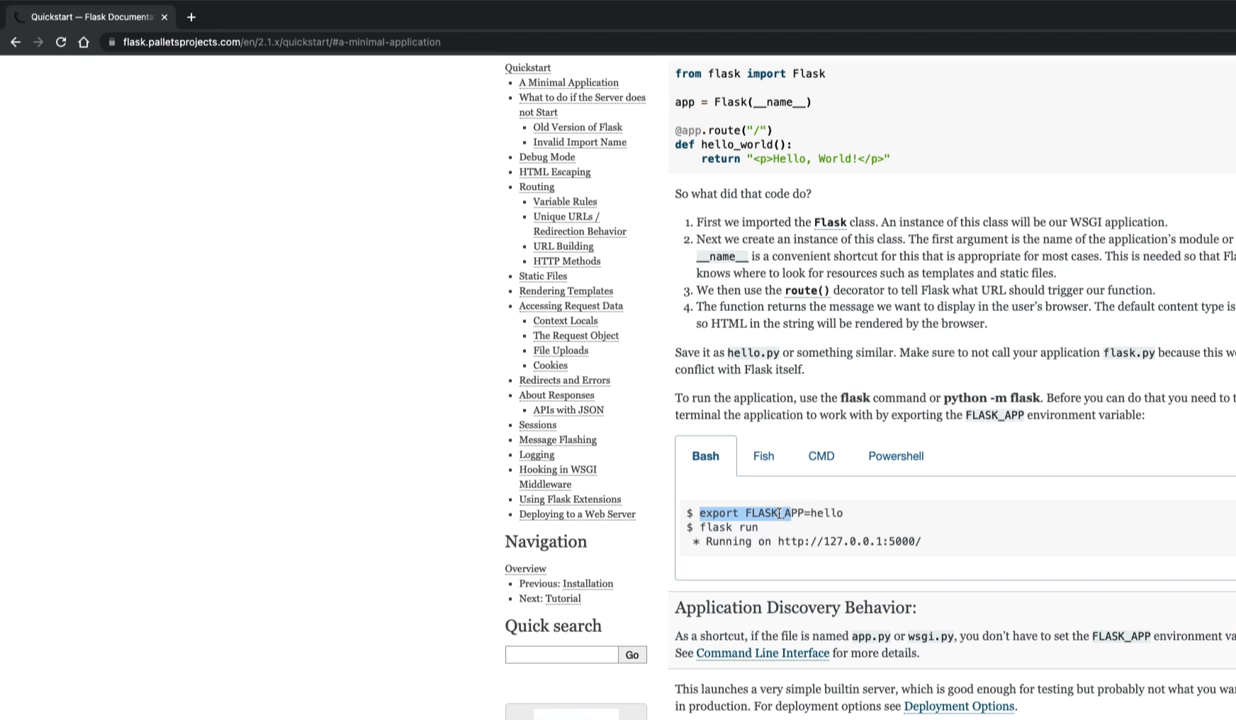 Quickstart — Flask Documenta
flask.palletsprojects.com/en/2.1.x/quickstart/#a-minimal-application
Quickstart
A Minimal Application
What to do if the Server does
not Start
Old Version of Flask
Invalid Import Name
Debug Mode
HTML Escaping
Routing
Variable Rules
Unique URLs /
Redirection Behavior
URL Building
HTTP Methods
Static Files
Rendering Templates
Accessing Request Data
Context Locals
The Request Object
File Uploads
Cookies
Redirects and Errors
About Responses
APIs with JSON
Sessions
Message Flashing
Logging
Hooking in WSGI
Middleware
Using Flask Extensions
Deploying to a Web Server
Navigation
Overview
Previous: Installation
Next: Tutorial
Quick search
Go
from flask import Flask
app = Flask(__name__)
@app.route("/")
def hello_world():
    return "<p>Hello, World!</p>"
So what did that code do?
1. First we imported the Flask class. An instance of this class will be our WSGI application.
2. Next we create an instance of this class. The first argument is the name of the application's module or
__name__ is a convenient shortcut for this that is appropriate for most cases. This is needed so that Fl
knows where to look for resources such as templates and static files.
3. We then use the route() decorator to tell Flask what URL should trigger our function.
4. The function returns the message we want to display in the user's browser. The default content type is
so HTML in the string will be rendered by the browser.
Save it as hello.py or something similar. Make sure to not call your application flask.py because this w
conflict with Flask itself.
To run the application, use the flask command or python -m flask. Before you can do that you need to t
terminal the application to work with by exporting the FLASK_APP environment variable:
Bash Fish CMD Powershell
$ export FLASK_APP=hello
$ flask run
* Running on http://127.0.0.1:5000/
Application Discovery Behavior:
As a shortcut, if the file is named app.py or wsgi.py, you don't have to set the FLASK_APP environment va
See Command Line Interface for more details.
This launches a very simple builtin server, which is good enough for testing but probably not what you wa
in production. For deployment options see Deployment Options.